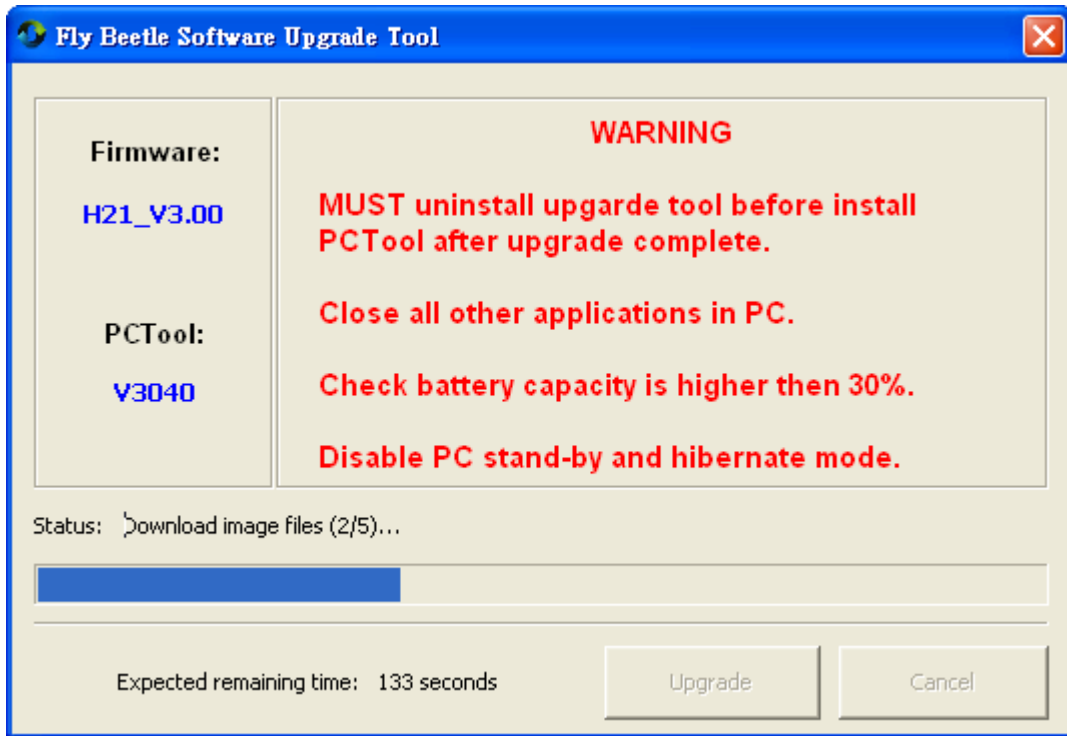 Fly Beetle Software Upgrade Tool
Firmware:
H21_V3.00
PCTool:
V3040
WARNING
MUST uninstall upgarde tool before install
PCTool after upgrade complete.
Close all other applications in PC.
Check battery capacity is higher then 30%.
Disable PC stand-by and hibernate mode.
Status: Download image files (2/5)...
Expected remaining time: 133 seconds
Upgrade
Cancel